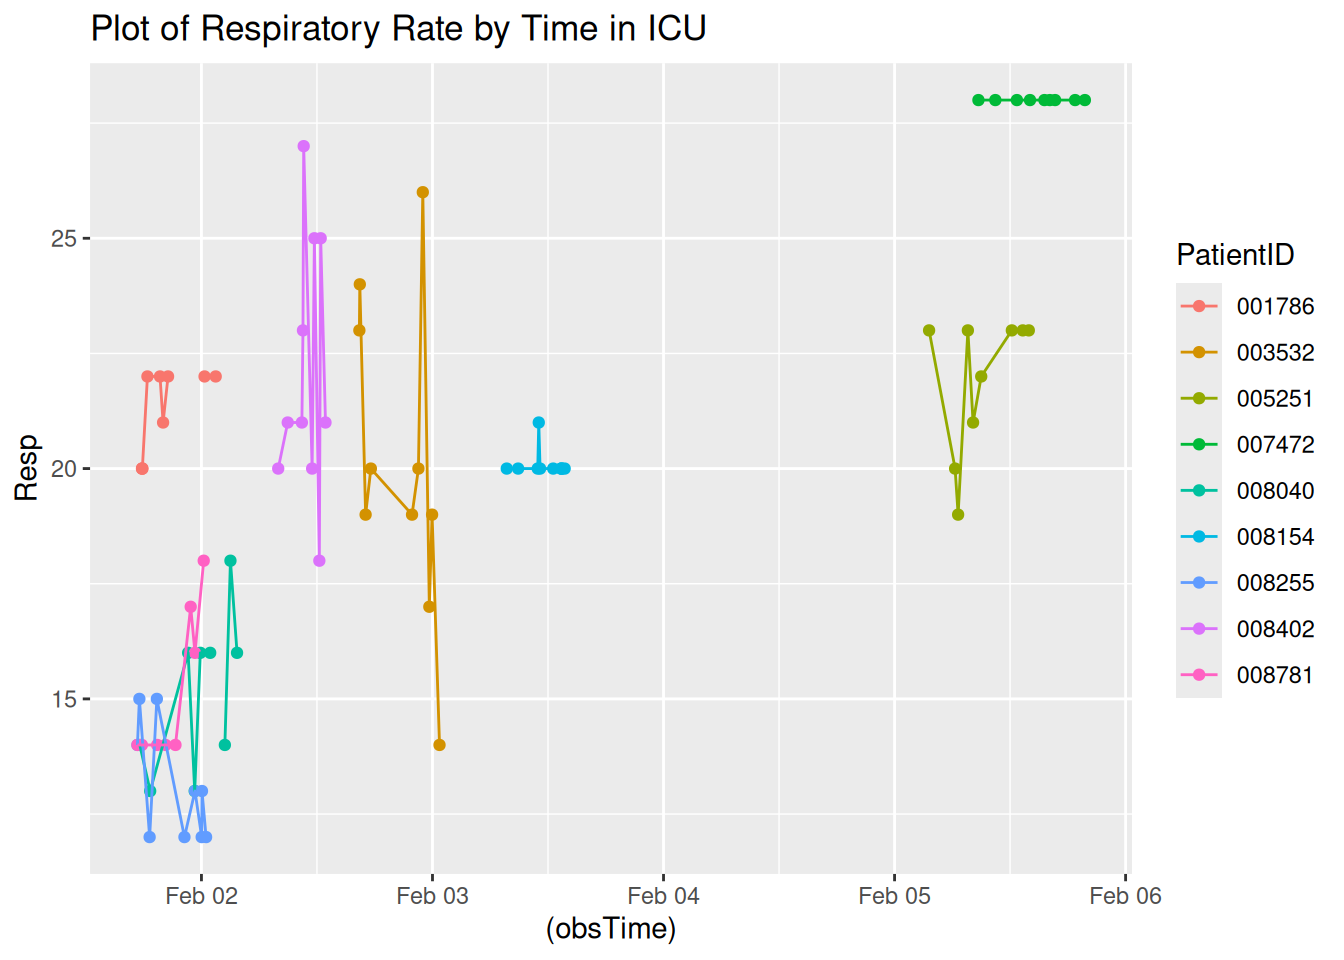 Plot of Respiratory Rate by Time in ICU
Resp
25
20
15
Feb 02
Feb 03
Feb 04
Feb 05
Feb 06
(obsTime)
PatientID
001786
003532
005251
007472
008040
008154
008255
008402
008781